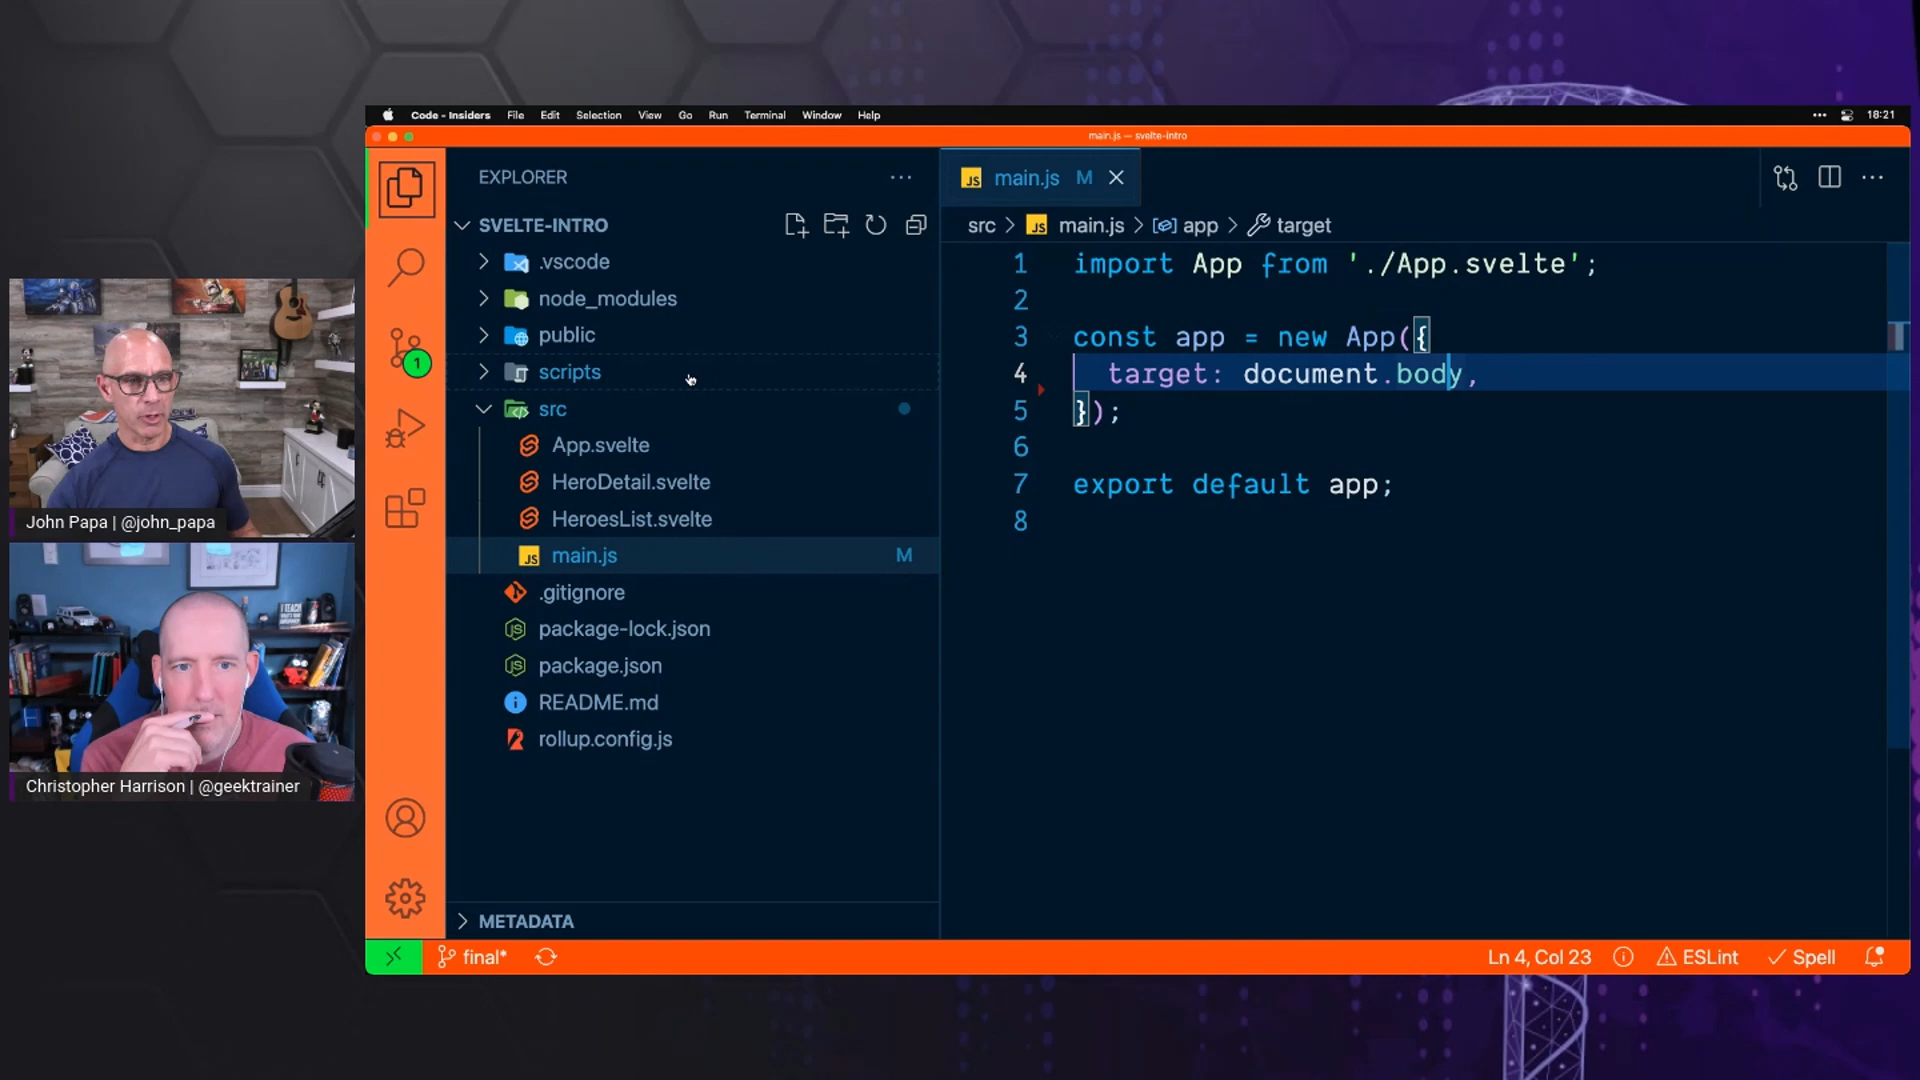 Code - Insiders File Edit Selection View Go Run Terminal Window Help 18:21
main.js — svelte-intro
EXPLORER
SVELTE-INTRO
.vscode
node_modules
public
scripts
src
App.svelte
HeroDetail.svelte
HeroesList.svelte
JS main.js M
.gitignore
package-lock.json
package.json
README.md
rollup.config.js
METADATA
JS main.js M
src > JS main.js > app > target
1 import App from './App.svelte';
2
3 const app = new App({
4 target: document.body,
5 });
6
7 export default app;
8
1
John Papa | @john_papa
Christopher Harrison | @geektrainer
final* Ln 4, Col 23 ESLint Spell